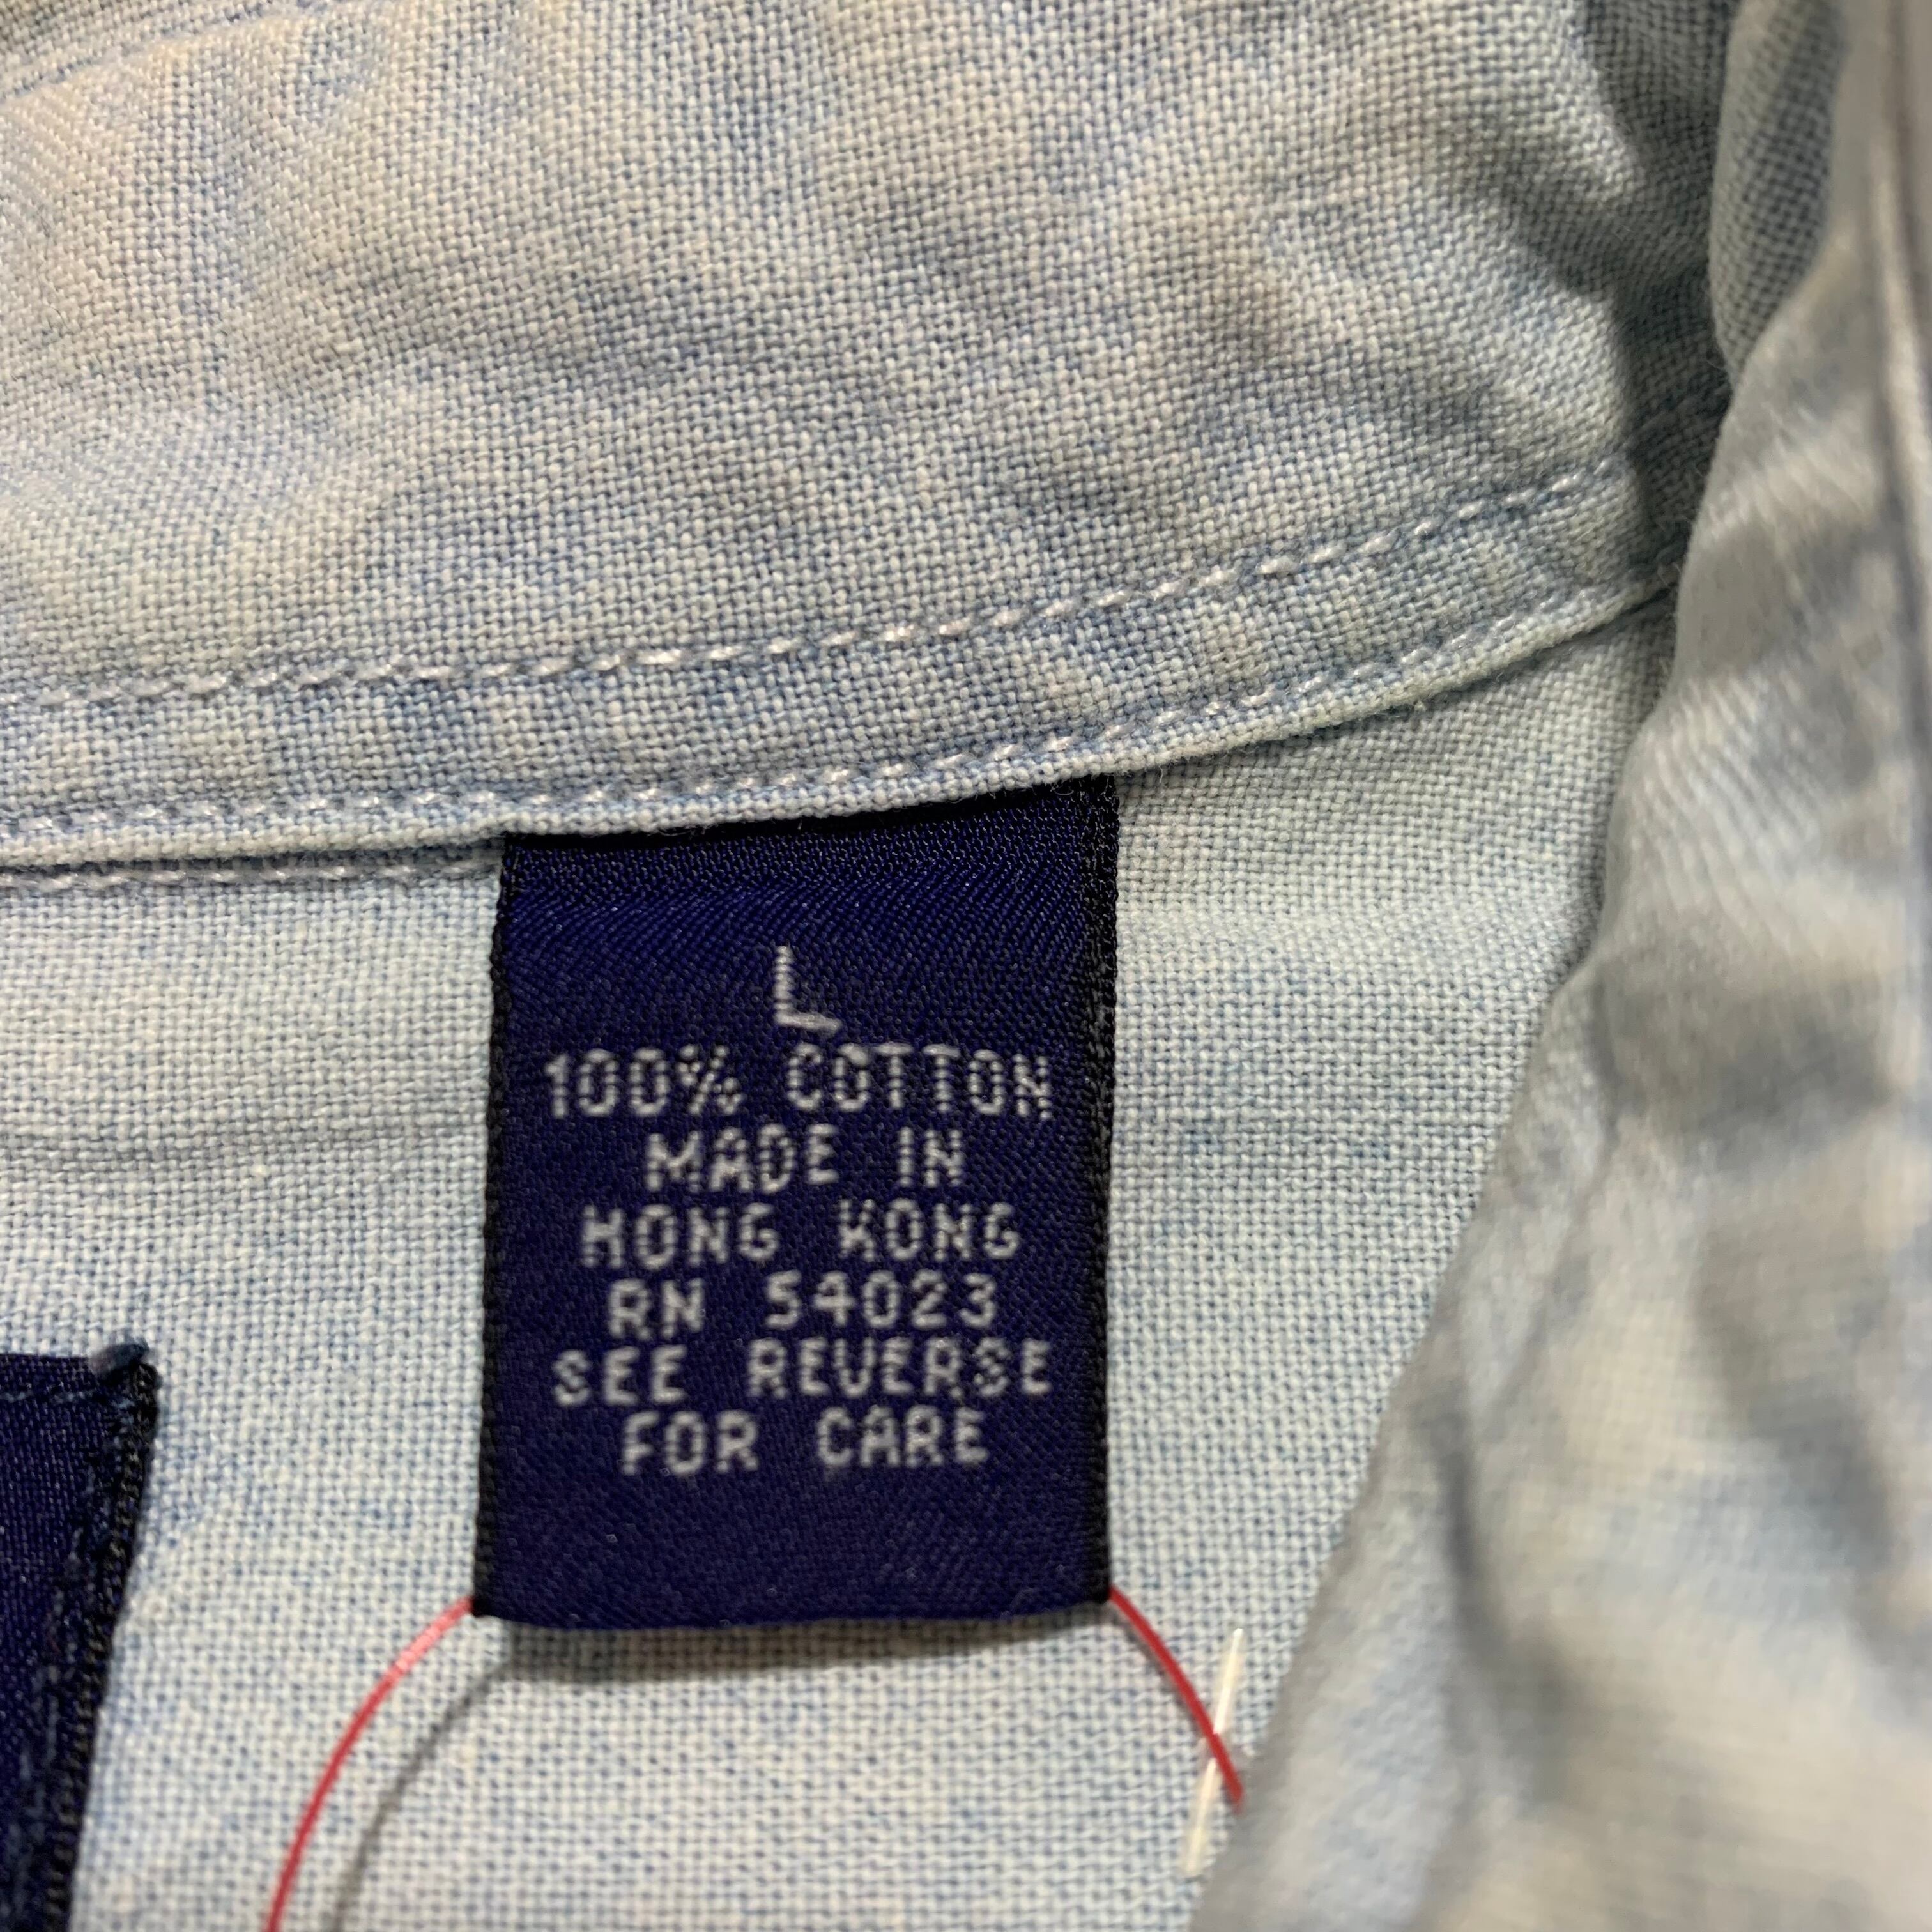 L
100% COTTON
MADE IN
HONG KONG
RN 54023
SEE REVERSE
FOR CARE